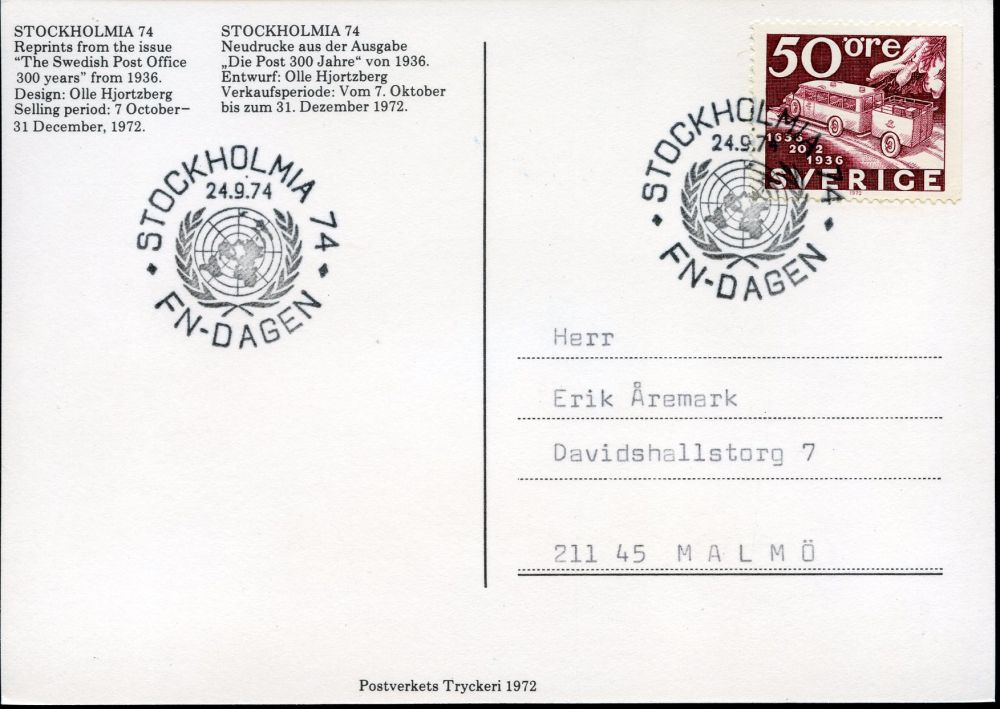 STOCKHOLMIA 74
Reprints from the issue
"The Swedish Post Office
300 years" from 1936.
Design: Olle Hjortzberg
Selling period: 7 October–
31 December, 1972.
STOCKHOLMIA 74
Neudrucke aus der Ausgabe
„Die Post 300 Jahre“ von 1936.
Entwurf: Olle Hjortzberg
Verkaufsperiode: Vom 7. Oktober
bis zum 31. Dezember 1972.
50 öre
1636
1936
SVERIGE
1972
STOCKHOLMIA 74
24.9.74
FN-DAGEN
STOCKHOLMIA 74
24.9.74
FN-DAGEN
Herr
Erik Åremark
Davidshallstorg 7
211 45 MALMÖ
Postverkets Tryckeri 1972